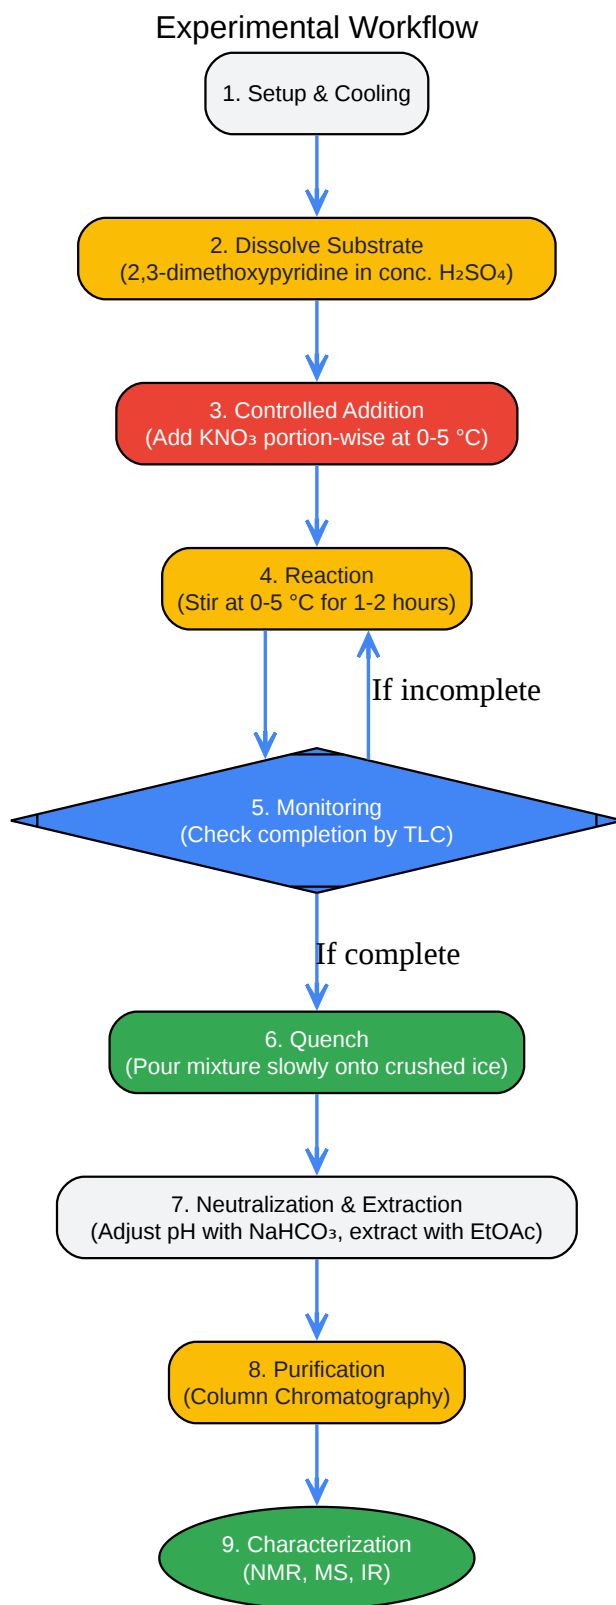 Experimental Workflow
1. Setup & Cooling
2. Dissolve Substrate
(2,3-dimethoxypyridine in conc. H₂SO₄)
3. Controlled Addition
(Add KNO₃ portion-wise at 0-5 °C)
4. Reaction
(Stir at 0-5 °C for 1-2 hours)
If incomplete
5. Monitoring
(Check completion by TLC)
If complete
6. Quench
(Pour mixture slowly onto crushed ice)
7. Neutralization & Extraction
(Adjust pH with NaHCO₃, extract with EtOAc)
8. Purification
(Column Chromatography)
9. Characterization
(NMR, MS, IR)